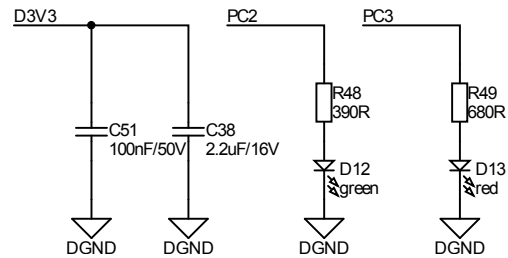 D3V3
PC2
PC3
C51
100nF/50V
C38
2.2uF/16V
R48
390R
R49
680R
D12
green
D13
red
DGND
DGND
DGND
DGND